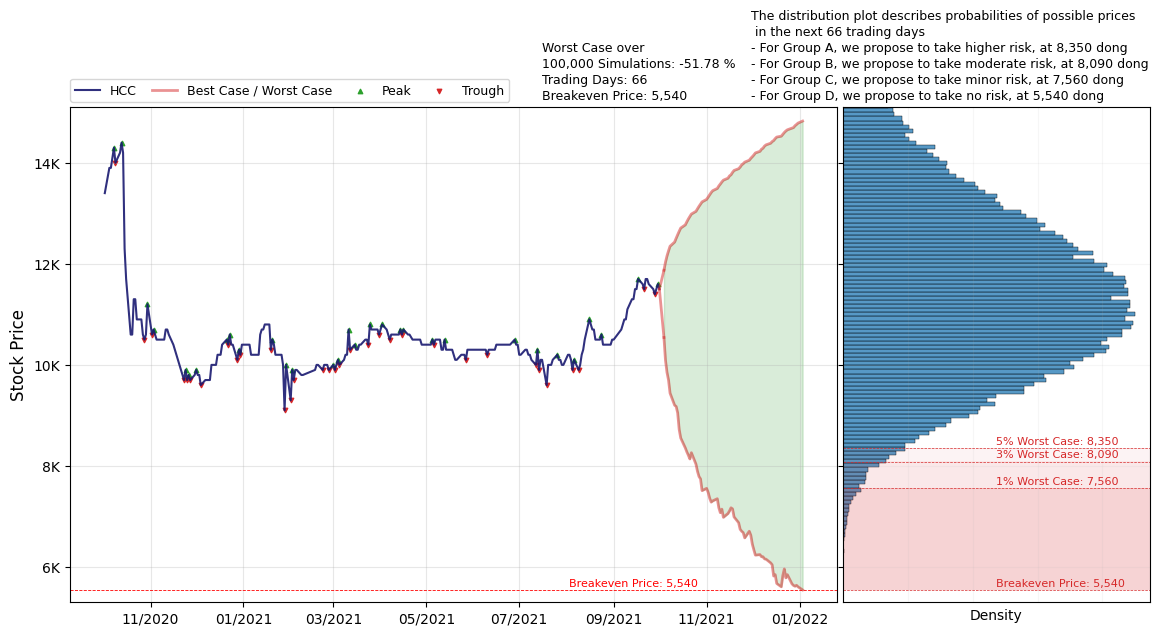 The distribution plot describes probabilities of possible prices
in the next 66 trading days
- For Group A, we propose to take higher risk, at 8,350 dong
- For Group B, we propose to take moderate risk, at 8,090 dong
- For Group C, we propose to take minor risk, at 7,560 dong
- For Group D, we propose to take no risk, at 5,540 dong
Worst Case over
100,000 Simulations: -51.78 %
Trading Days: 66
Breakeven Price: 5,540
HCC
Best Case / Worst Case
Peak
Trough
Stock Price
14K
12K
10K
8K
6K
Breakeven Price: 5,540
11/2020
01/2021
03/2021
05/2021
07/2021
09/2021
11/2021
01/2022
5% Worst Case: 8,350
3% Worst Case: 8,090
1% Worst Case: 7,560
Breakeven Price: 5,540
Density